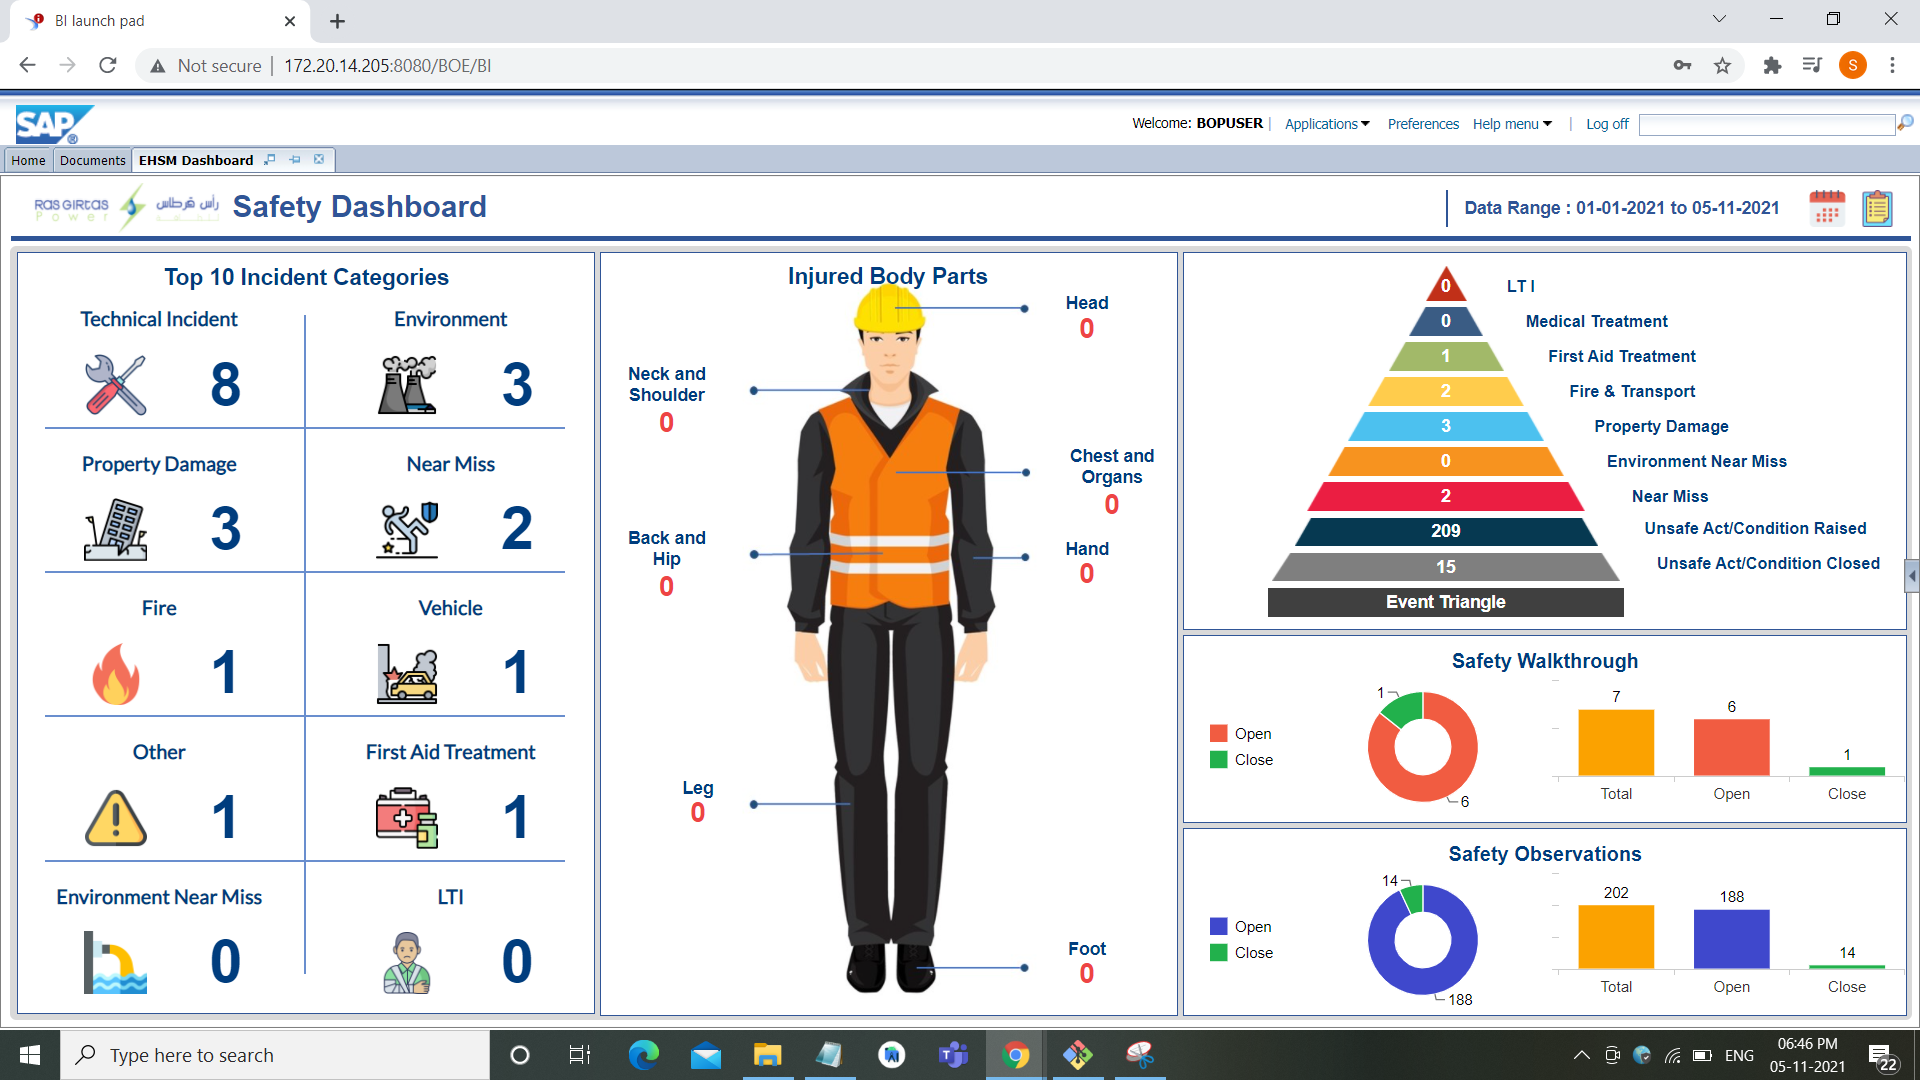 BI launch pad
Not secure
172.20.14.205:8080/BOE/BI
S
SAP
Welcome: BOPUSER
Applications
Preferences
Help menu
Log off
Home
Documents
EHSM Dashboard
RAS GIRTAS
Power
رأس قرطاس
Safety Dashboard
Data Range : 01-01-2021 to 05-11-2021
Top 10 Incident Categories
Technical Incident
8
Environment
3
Property Damage
3
Near Miss
2
Fire
1
Vehicle
1
Other
1
First Aid Treatment
1
Environment Near Miss
0
LTI
0
Injured Body Parts
Head
0
Neck and
Shoulder
0
Chest and
Organs
0
Back and
Hip
0
Hand
0
Leg
0
Foot
0
0 LT I
0 Medical Treatment
1 First Aid Treatment
2 Fire & Transport
3 Property Damage
0 Environment Near Miss
2 Near Miss
209 Unsafe Act/Condition Raised
15 Unsafe Act/Condition Closed
Event Triangle
Safety Walkthrough
Open
Close
1
6
7
6
1
Total
Open
Close
Safety Observations
Open
Close
14
188
202
188
14
Total
Open
Close
Type here to search
ENG
06:46 PM
05-11-2021
22